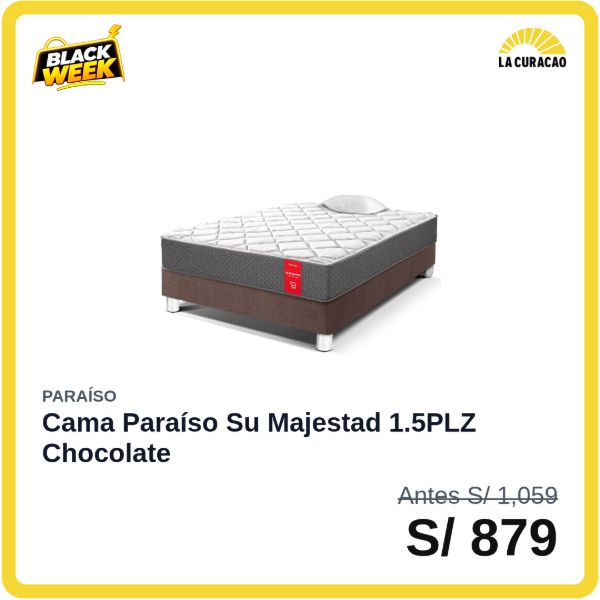 BLACK
WEEK
LA CURACAO
PARAÍSO
Cama Paraíso Su Majestad 1.5PLZ
Chocolate
Antes S/ 1,059
S/ 879